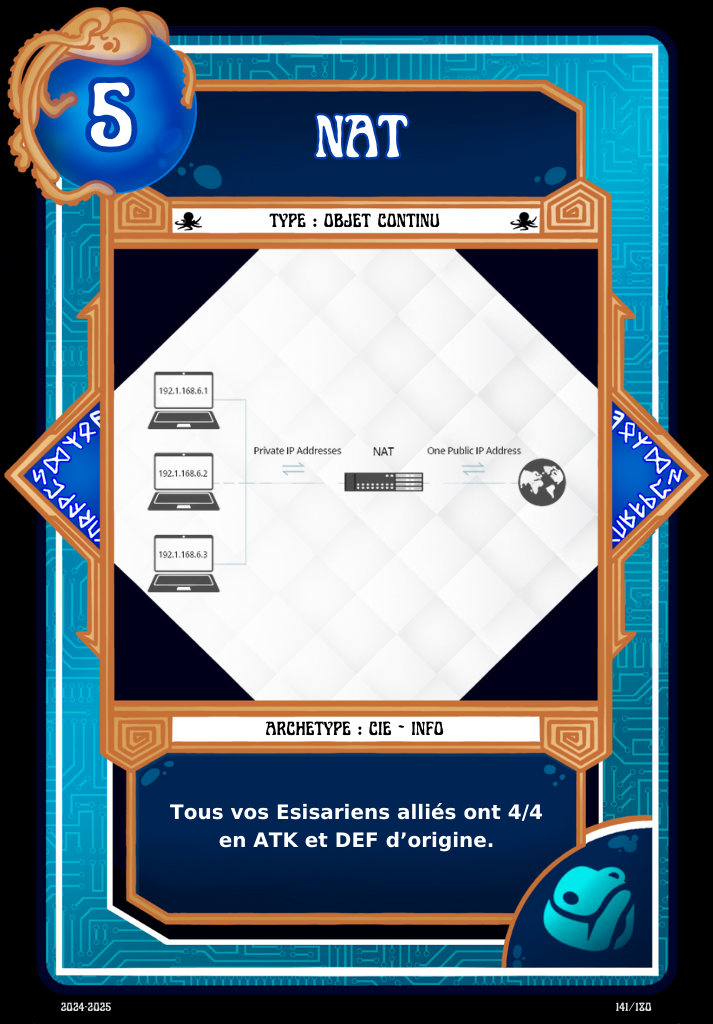 5
NAT
TYPE : OBJET CONTINU
192.1.168.6.1
Private IP Addresses
NAT
One Public IP Address
192.1.168.6.2
192.1.168.6.3
ARCHETYPE : CIE ~ INFO
Tous vos Esisariens alliés ont 4/4
en ATK et DEF d’origine.
2024-2025
141/180